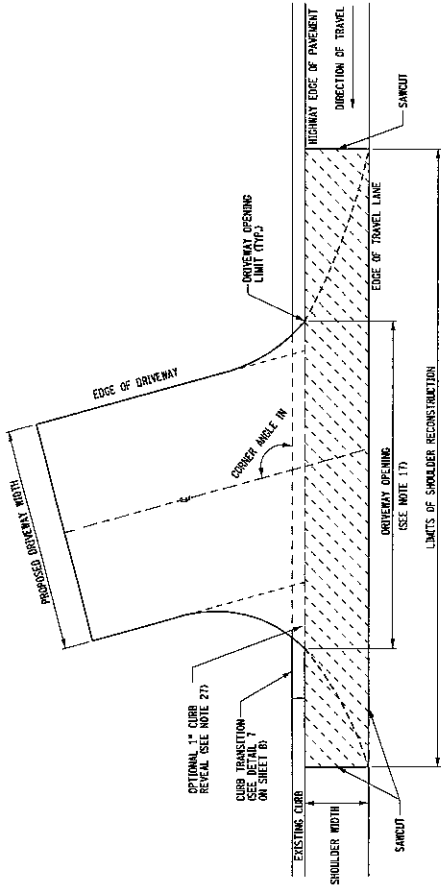 PROPOSED DRIVEWAY WIDTH
EDGE OF DRIVEWAY
℄
CORNER ANGLE IN
DRIVEWAY OPENING
LIMIT (TYP.)
HIGHWAY EDGE OF PAVEMENT
DIRECTION OF TRAVEL
OPTIONAL 1" CURB
REVEAL (SEE NOTE 27)
CURB TRANSITION
(SEE DETAIL 7
ON SHEET B)
EXISTING CURB
SHOULDER WIDTH
SAWCUT
EDGE OF TRAVEL LANE
SAWCUT
DRIVEWAY OPENING
(SEE NOTE 17)
LIMITS OF SHOULDER RECONSTRUCTION